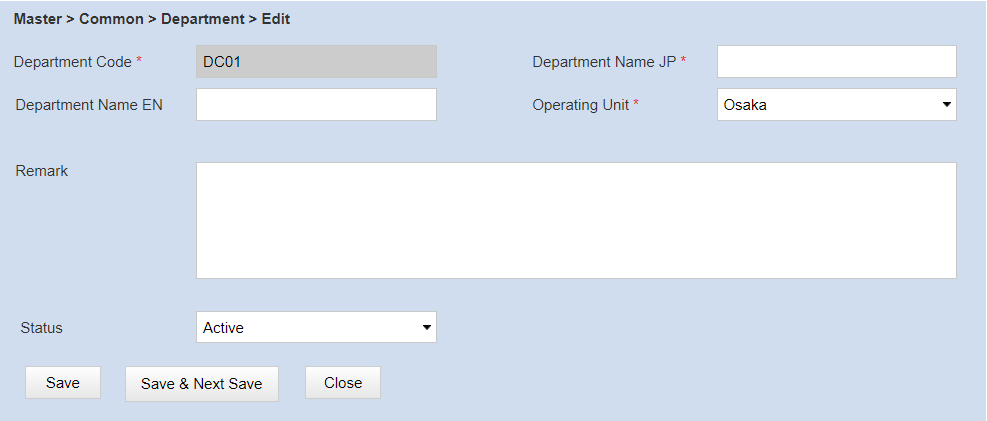 Master > Common > Department > Edit
Department Code * DC01 Department Name JP *
Department Name EN Operating Unit * Osaka
Remark
Status Active
Save Save & Next Save Close